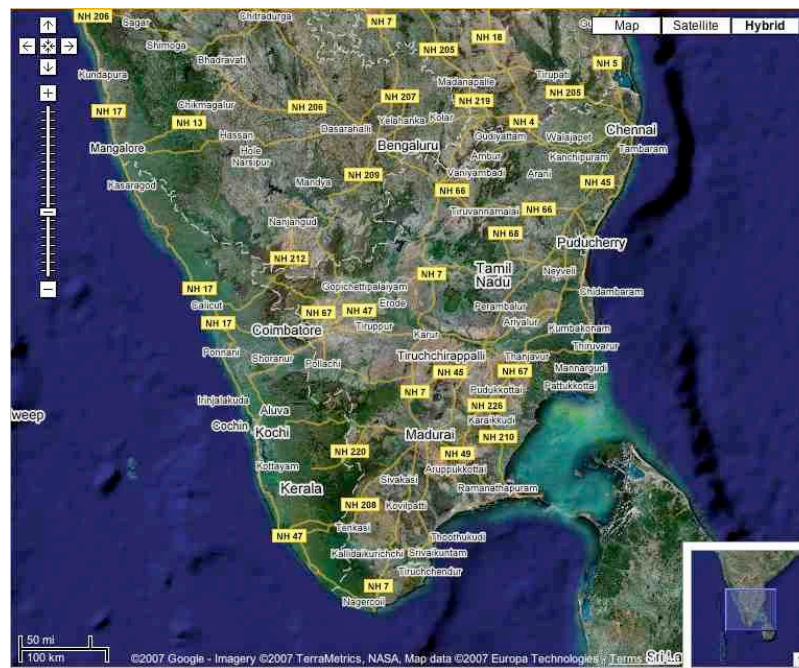 NH 206
Sagar
Chitradurga
NH 7
NH 18
Map
Satellite
Hybrid
Shimoga
NH 205
NH 5
Bhadravati
Kundapura
Madanapalle
Tirupati
NH 207
NH 219
NH 205
NH 17
Chikmagalur
NH 206
NH 13
Yelahanka
Kolar
NH 4
Dasarahalli
Chennai
Mangalore
Hassan
Hole
Narsipur
Bengaluru
Gudiyattam
Walajapet
Tambaram
Ambur
Kanchipuram
Vaniyambadi
Arani
Kasaragod
Mandya
NH 209
NH 66
NH 45
Tiruvannamalai
NH 66
Nanjangud
NH 68
Puducherry
NH 212
NH 7
Tamil
Nadu
Neyveli
NH 17
Gopichettipalaiyam
Chidambaram
Calicut
Erode
NH 67
NH 47
Perambalur
NH 17
Coimbatore
Tiruppur
Karur
Ariyalur
Kumbakonam
Ponnani
Shoranur
Pollachi
Tiruchchirappalli
Thanjavur
Thiruvarur
NH 45
NH 67
Mannargudi
Pudukkottai
Pattukkottai
Irinjalakuda
NH 7
NH 226
weep
Aluva
Karaikkudi
Cochin
Kochi
Madurai
NH 210
Kottayam
NH 220
NH 49
Aruppukkottai
Kerala
Sivakasi
Ramanathapuram
NH 208
Kovilpatti
NH 47
Tenkasi
Thoothukudi
Kallidaikurichchi
Srivaikuntam
Tiruchchendur
NH 7
Nagercoil
50 mi
100 km
©2007 Google - Imagery ©2007 TerraMetrics, NASA, Map data ©2007 Europa Technologies - Terms
Sri La